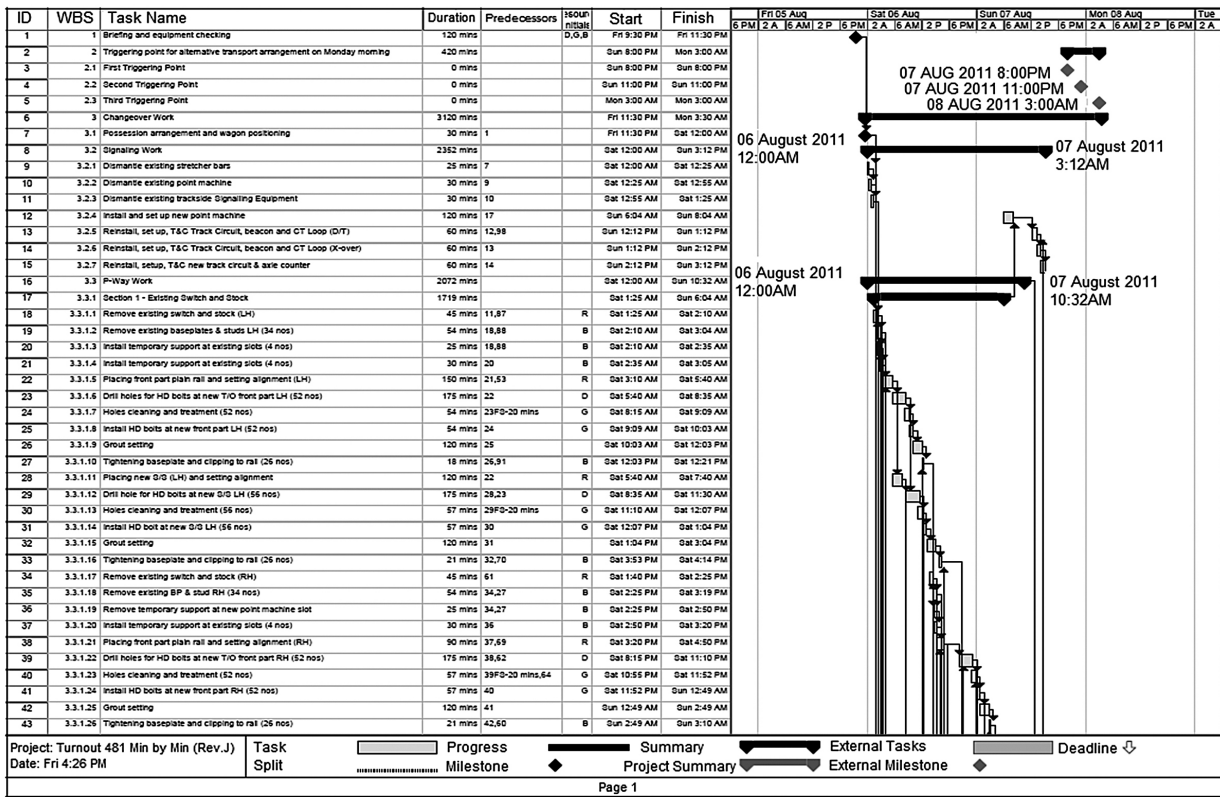 ID WBS Task Name Duration Predecessors Start Finish
Fri 05 Aug Sat 06 Aug Sun 07 Aug Mon 08 Aug Tue
6 PM 2 A 6 AM 2 P 6 PM 2 A 6 AM 2 P 6 PM 2 A 6 AM 2 P 6 PM 2 A 6 AM 2 P 6 PM 2 A
1 1 Briefing and equipment checking 120 mins D,G,B Fri 9:30 PM Fri 11:30 PM
2 2 Triggering point for alternative transport arrangement on Monday morning 420 mins Sun 8:00 PM Mon 3:00 AM
3 2.1 First Triggering Point 0 mins Sun 8:00 PM Sun 8:00 PM
4 2.2 Second Triggering Point 0 mins Sun 11:00 PM Sun 11:00 PM
5 2.3 Third Triggering Point 0 mins Mon 3:00 AM Mon 3:00 AM
6 3 Changeover Work 3120 mins Fri 11:30 PM Mon 3:30 AM
7 3.1 Possession arrangement and wagon positioning 30 mins 1 Fri 11:30 PM Sat 12:00 AM
8 3.2 Signaling Work 2352 mins Sat 12:00 AM Sun 3:12 PM
9 3.2.1 Dismantle existing stretcher bars 25 mins 7 Sat 12:00 AM Sat 12:25 AM
10 3.2.2 Dismantle existing point machine 30 mins 9 Sat 12:25 AM Sat 12:55 AM
11 3.2.3 Dismantle existing trackside Signalling Equipment 30 mins 10 Sat 12:55 AM Sat 1:25 AM
12 3.2.4 Install and set up new point machine 120 mins 17 Sun 6:04 AM Sun 8:04 AM
13 3.2.5 Reinstall, set up, T&C Track Circuit, beacon and CT Loop (D/T) 60 mins 12,98 Sun 12:12 PM Sun 1:12 PM
14 3.2.6 Reinstall, set up, T&C Track Circuit, beacon and CT Loop (X-over) 60 mins 13 Sun 1:12 PM Sun 2:12 PM
15 3.2.7 Reinstall, setup, T&C new track circuit & axle counter 60 mins 14 Sun 2:12 PM Sun 3:12 PM
16 3.3 P-Way Work 2072 mins Sat 12:00 AM Sun 10:32 AM
17 3.3.1 Section 1 - Existing Switch and Stock 1719 mins Sat 1:25 AM Sun 6:04 AM
18 3.3.1.1 Remove existing switch and stock (LH) 45 mins 11,87 R Sat 1:25 AM Sat 2:10 AM
19 3.3.1.2 Remove existing baseplates & studs LH (34 nos) 54 mins 18,88 B Sat 2:10 AM Sat 3:04 AM
20 3.3.1.3 Install temporary support at existing slots (4 nos) 25 mins 18,88 B Sat 2:10 AM Sat 2:35 AM
21 3.3.1.4 Install temporary support at existing slots (4 nos) 30 mins 20 B Sat 2:35 AM Sat 3:05 AM
22 3.3.1.5 Placing front part plain rail and setting alignment (LH) 150 mins 21,53 R Sat 3:10 AM Sat 5:40 AM
23 3.3.1.6 Drill holes for HD bolts at new T/O front part LH (52 nos) 175 mins 22 D Sat 5:40 AM Sat 8:35 AM
24 3.3.1.7 Holes cleaning and treatment (52 nos) 54 mins 23FS-20 mins G Sat 8:15 AM Sat 9:09 AM
25 3.3.1.8 Install HD bolts at new front part LH (52 nos) 54 mins 24 G Sat 9:09 AM Sat 10:03 AM
26 3.3.1.9 Grout setting 120 mins 25 Sat 10:03 AM Sat 12:03 PM
27 3.3.1.10 Tightening baseplate and clipping to rail (26 nos) 18 mins 26,91 B Sat 12:03 PM Sat 12:21 PM
28 3.3.1.11 Placing new S/S (LH) and setting alignment 120 mins 22 R Sat 5:40 AM Sat 7:40 AM
29 3.3.1.12 Drill hole for HD bolts at new S/S LH (56 nos) 175 mins 28,23 D Sat 8:35 AM Sat 11:30 AM
30 3.3.1.13 Holes cleaning and treatment (56 nos) 57 mins 29FS-20 mins G Sat 11:10 AM Sat 12:07 PM
31 3.3.1.14 Install HD bolt at new S/S LH (56 nos) 57 mins 30 G Sat 12:07 PM Sat 1:04 PM
32 3.3.1.15 Grout setting 120 mins 31 Sat 1:04 PM Sat 3:04 PM
33 3.3.1.16 Tightening baseplate and clipping to rail (26 nos) 21 mins 32,70 B Sat 3:53 PM Sat 4:14 PM
34 3.3.1.17 Remove existing switch and stock (RH) 45 mins 61 R Sat 1:40 PM Sat 2:25 PM
35 3.3.1.18 Remove existing BP & stud RH (34 nos) 54 mins 34,27 B Sat 2:25 PM Sat 3:19 PM
36 3.3.1.19 Remove temporary support at new point machine slot 25 mins 34,27 B Sat 2:25 PM Sat 2:50 PM
37 3.3.1.20 Install temporary support at existing slots (4 nos) 30 mins 36 B Sat 2:50 PM Sat 3:20 PM
38 3.3.1.21 Placing front part plain rail and setting alignment (RH) 90 mins 37,69 R Sat 3:20 PM Sat 4:50 PM
39 3.3.1.22 Drill holes for HD bolts at new T/O front part RH (52 nos) 175 mins 38,62 D Sat 8:15 PM Sat 11:10 PM
40 3.3.1.23 Holes cleaning and treatment (52 nos) 57 mins 39FS-20 mins,64 G Sat 10:55 PM Sat 11:52 PM
41 3.3.1.24 Install HD bolts at new front part RH (52 nos) 57 mins 40 G Sat 11:52 PM Sun 12:49 AM
42 3.3.1.25 Grout setting 120 mins 41 Sun 12:49 AM Sun 2:49 AM
43 3.3.1.26 Tightening baseplate and clipping to rail (26 nos) 21 mins 42,60 B Sun 2:49 AM Sun 3:10 AM
07 AUG 2011 8:00PM
07 AUG 2011 11:00PM
08 AUG 2011 3:00AM
06 August 2011
12:00AM
07 August 2011
3:12AM
06 August 2011
12:00AM
07 August 2011
10:32AM
Project: Turnout 481 Min by Min (Rev.J)
Date: Fri 4:26 PM
Task Progress Summary External Tasks Deadline
Split Milestone Project Summary External Milestone
Page 1